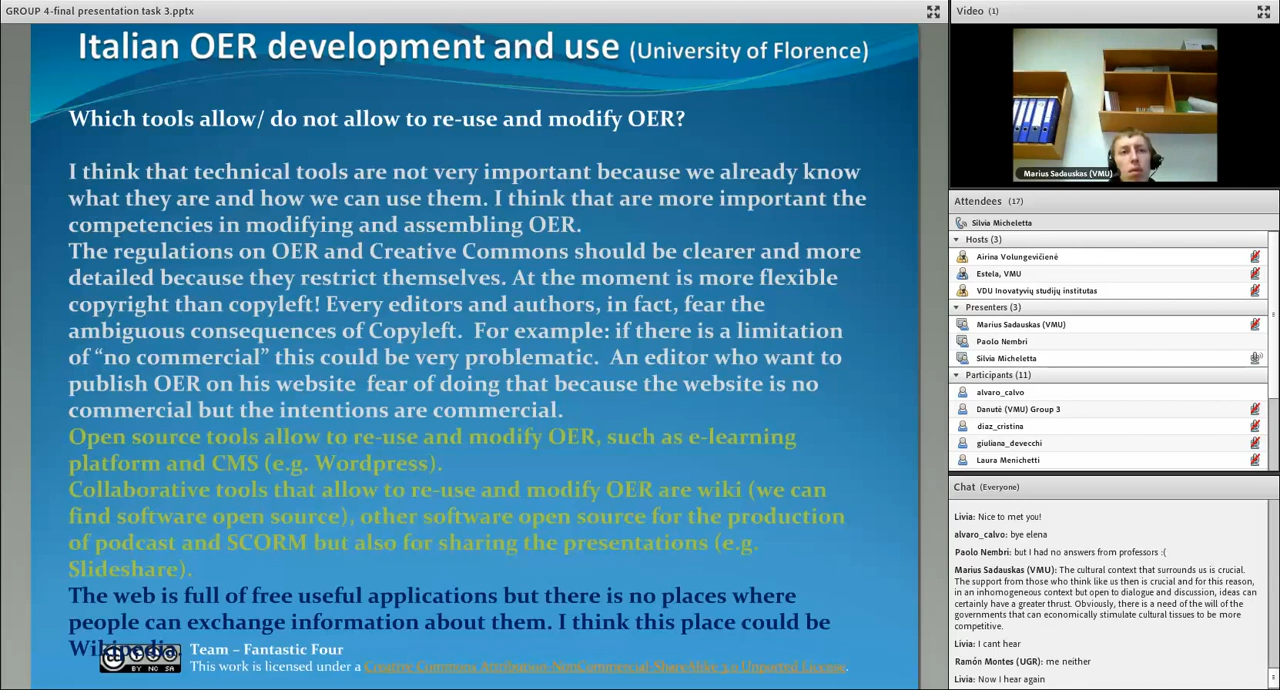 GROUP 4-final presentation task 3.pptx
Italian OER development and use (University of Florence)
Which tools allow/ do not allow to re-use and modify OER?
I think that technical tools are not very important because we already know
what they are and how we can use them. I think that are more important the
competencies in modifying and assembling OER.
The regulations on OER and Creative Commons should be clearer and more
detailed because they restrict themselves. At the moment is more flexible
copyright than copyleft! Every editors and authors, in fact, fear the
ambiguous consequences of Copyleft.  For example: if there is a limitation
of “no commercial” this could be very problematic.  An editor who want to
publish OER on his website  fear of doing that because the website is no
commercial but the intentions are commercial.
Open source tools allow to re-use and modify OER, such as e-learning
platform and CMS (e.g. Wordpress).
Collaborative tools that allow to re-use and modify OER are wiki (we can
find software open source), other software open source for the production
of podcast and SCORM but also for sharing the presentations (e.g.
Slideshare).
The web is full of free useful applications but there is no places where
people can exchange information about them. I think this place could be
Wikipedia.
cc BY NC SA
Team – Fantastic Four
This work is licensed under a Creative Commons Attribution-NonCommercial-ShareAlike 3.0 Unported License.
Video (1)
Marius Sadauskas (VMU)
Attendees (17)
Silvia Micheletta
Hosts (3)
Airina Volungevičienė
Estela, VMU
VDU Inovatyvių studijų institutas
Presenters (3)
Marius Sadauskas (VMU)
Paolo Nembri
Silvia Micheletta
Participants (11)
alvaro_calvo
Danutė (VMU) Group 3
diaz_cristina
giuliana_devecchi
Laura Menichetti
Chat (Everyone)
Livia: Nice to met you!
alvaro_calvo: bye elena
Paolo Nembri: but I had no answers from professors :(
Marius Sadauskas (VMU): The cultural context that surrounds us is crucial.
The support from those who think like us then is crucial and for this reason,
in an inhomogeneous context but open to dialogue and discussion, ideas can
certainly have a greater thrust. Obviously, there is a need of the will of the
governments that can economically stimulate cultural tissues to be more
competitive.
Livia: I cant hear
Ramón Montes (UGR): me neither
Livia: Now I hear again